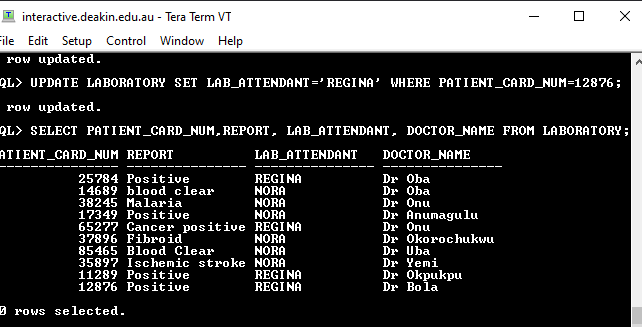 interactive.deakin.edu.au - Tera Term VT
File Edit Setup Control Window Help
row updated.
QL> UPDATE LABORATORY SET LAB_ATTENDANT='REGINA' WHERE PATIENT_CARD_NUM=12876;
row updated.
QL> SELECT PATIENT_CARD_NUM,REPORT, LAB_ATTENDANT, DOCTOR_NAME FROM LABORATORY;
ATIENT_CARD_NUM REPORT LAB_ATTENDANT DOCTOR_NAME
25784 Positive REGINA Dr Oba
14689 blood clear NORA Dr Oba
38245 Malaria NORA Dr Onu
17349 Positive NORA Dr Anumagulu
65277 Cancer positive REGINA Dr Onu
37896 Fibroid NORA Dr Okorochukwu
85465 Blood Clear NORA Dr Uba
35897 Ischemic stroke NORA Dr Yemi
11289 Positive REGINA Dr Okpukpu
12876 Positive REGINA Dr Bola
0 rows selected.